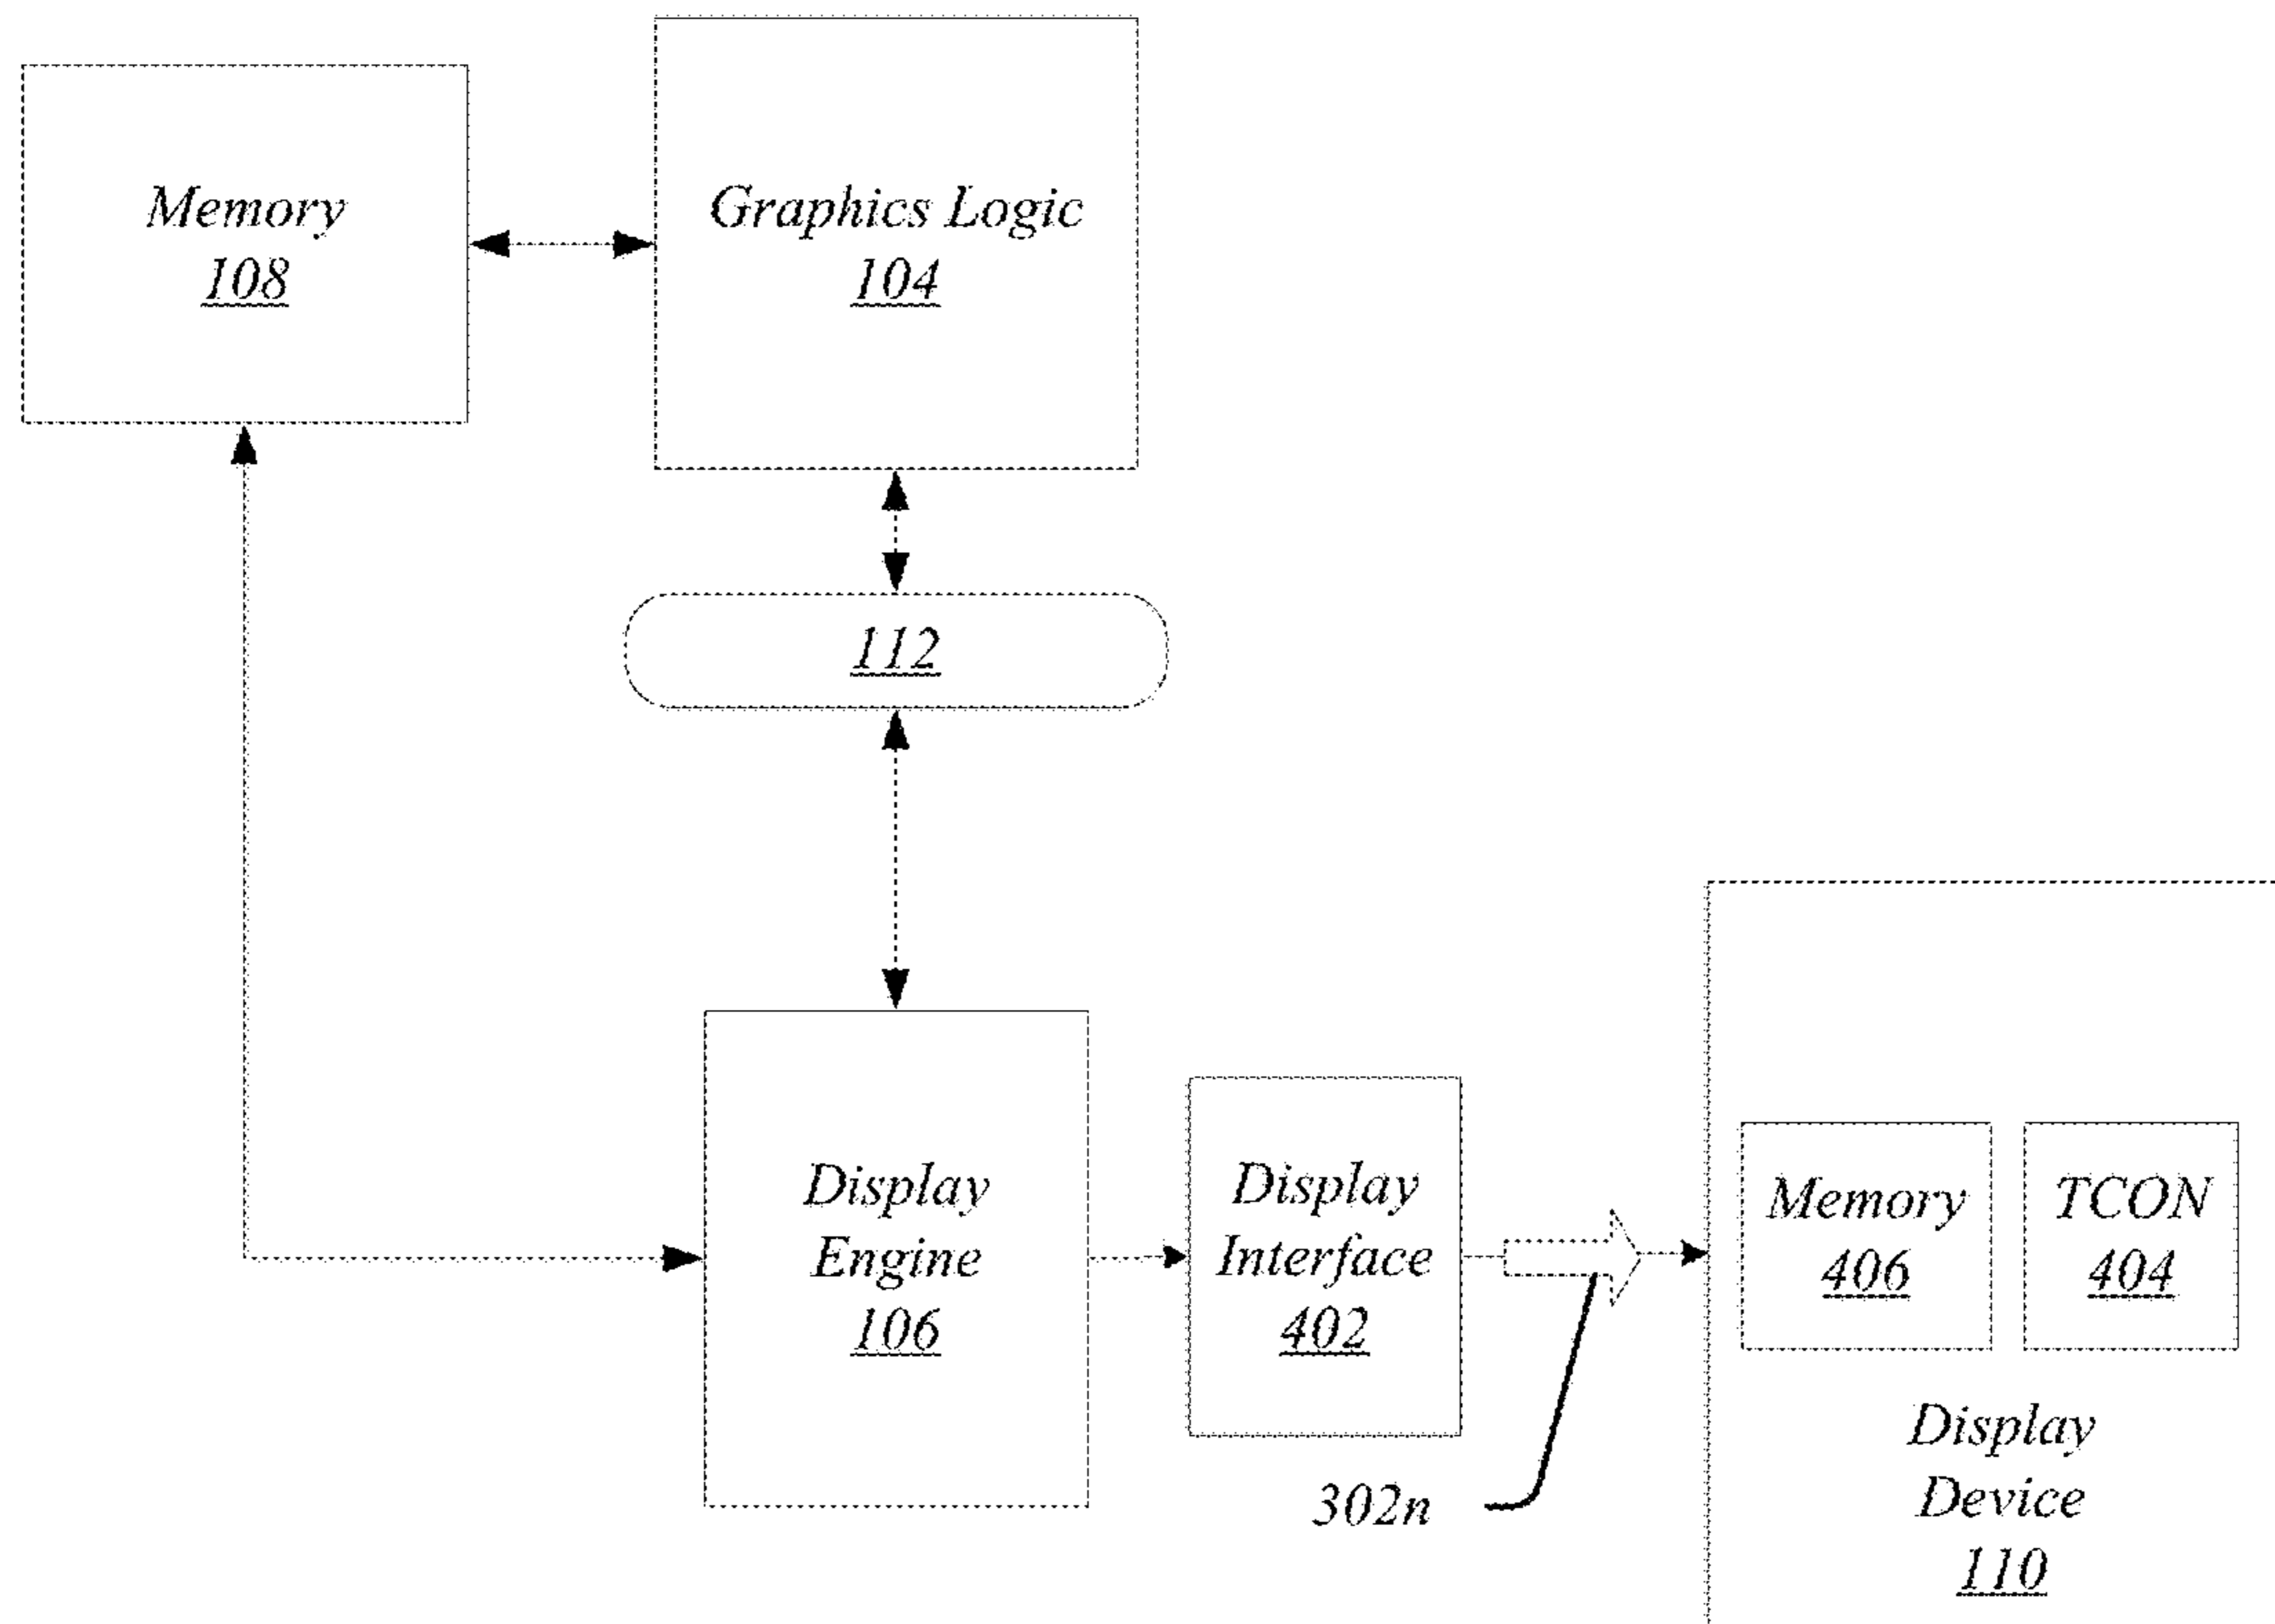 Memory
108
Graphics Logic
104
112
Display
Engine
106
Display
Interface
402
302n
Memory
406
TCON
404
Display
Device
110